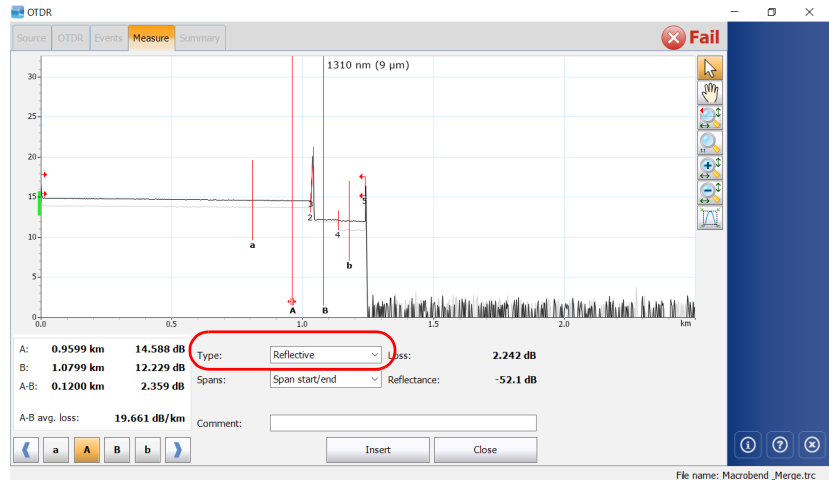 OTDR
Source OTDR Events Measure Summary
Fail
1310 nm (9 µm)
30
25
20
15
10
5
0
3
2
4
5
a
A
B
b
0.0 0.5 1.0 1.5 2.0 km
A: 0.9599 km 14.588 dB
B: 1.0799 km 12.229 dB
A-B: 0.1200 km 2.359 dB
A-B avg. loss: 19.661 dB/km
Type: Reflective Loss: 2.242 dB
Spans: Span start/end Reflectance: -52.1 dB
Comment:
a A B b Insert Close
File name: Macrobend _Merge.trc